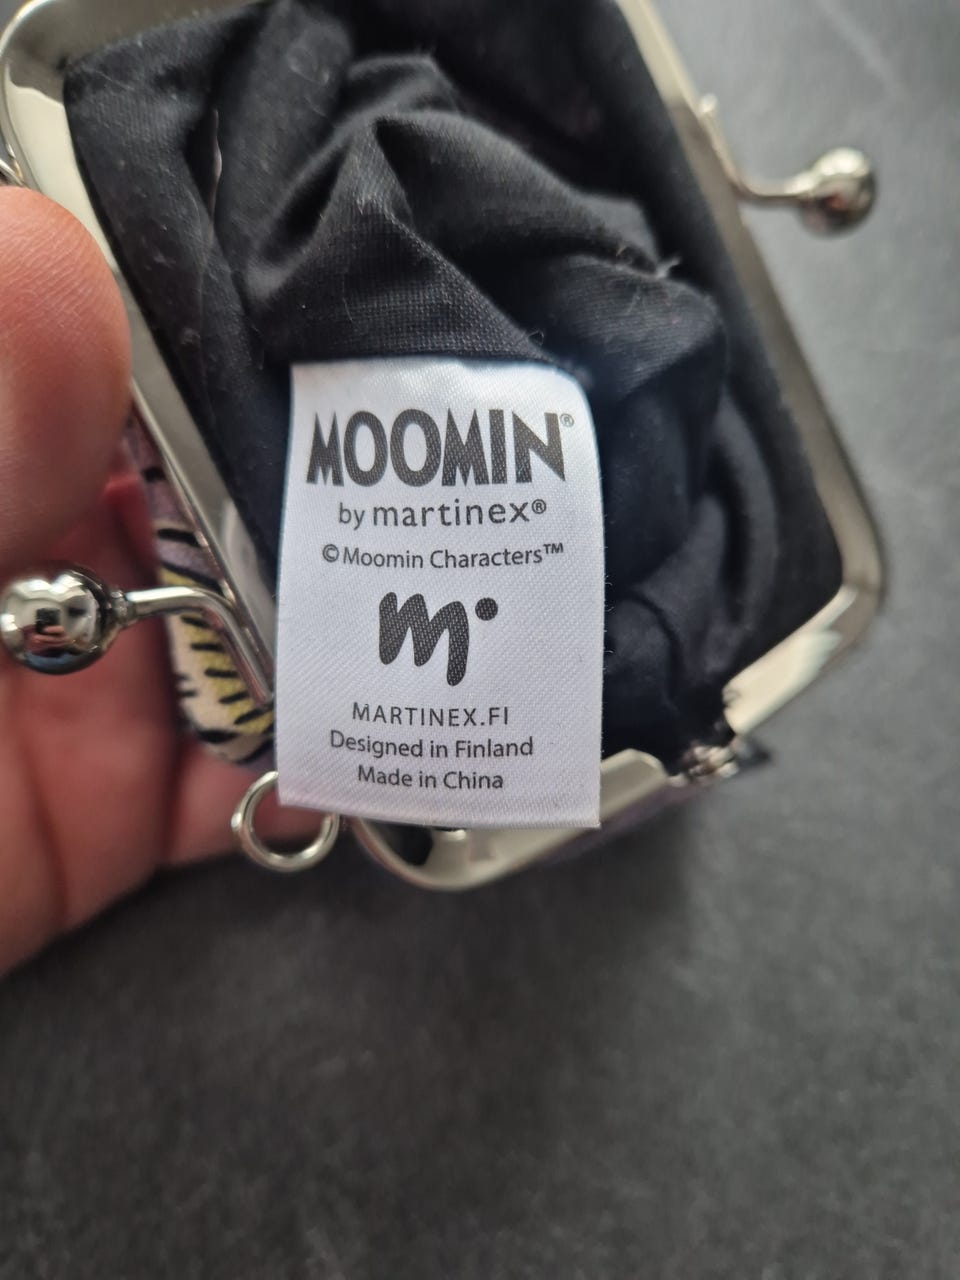 MOOMIN®
by martinex®
© Moomin Characters™
m
MARTINEX.FI
Designed in Finland
Made in China